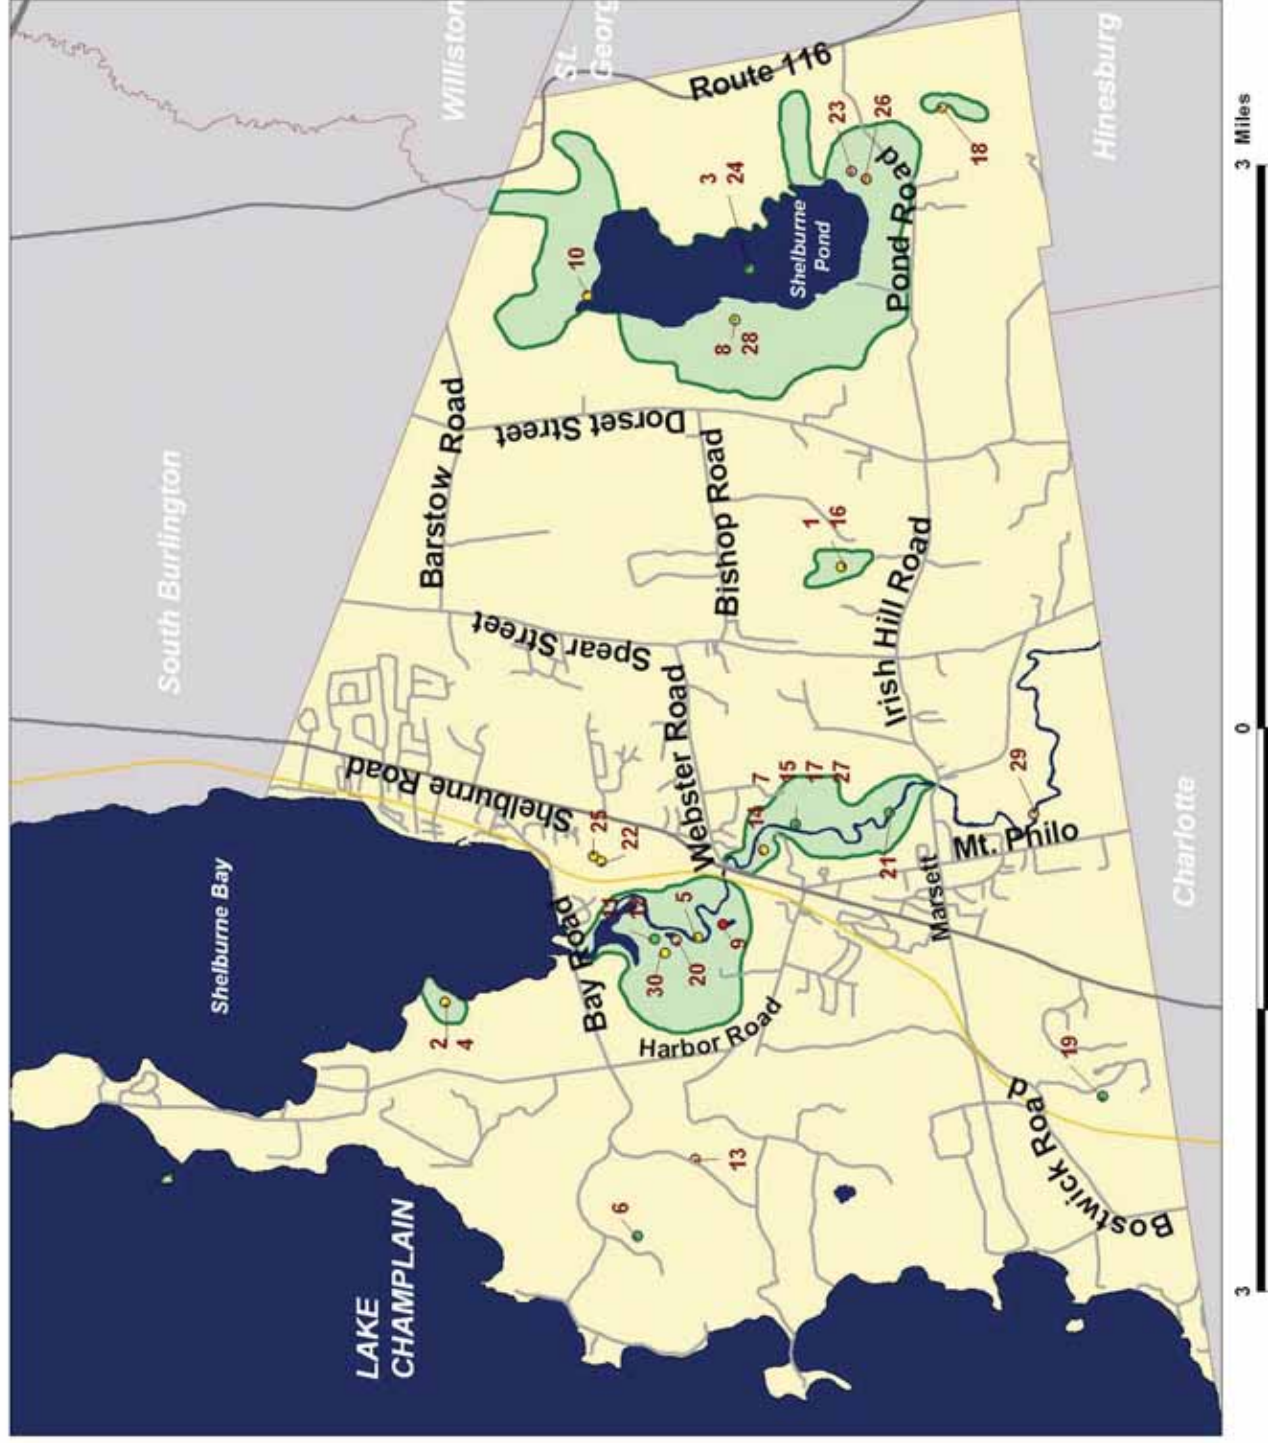 Williston
St.
Georg
South Burlington
Hinesburg
Charlotte
Shelburne Bay
LAKE
CHAMPLAIN
Shelburne
Pond
Route 116
Pond Road
Barstow Road
Dorset Street
Bishop Road
Spear Street
Irish Hill Road
Webster Road
Shelburne Road
Mt. Philo
Marsett
Bay Road
Harbor Road
Bostwick Road
10
3
24
23
26
18
8
28
1
16
29
7
15
17
27
14
21
25
22
11
12
5
9
30
20
2
4
13
6
19
3
0
3 Miles